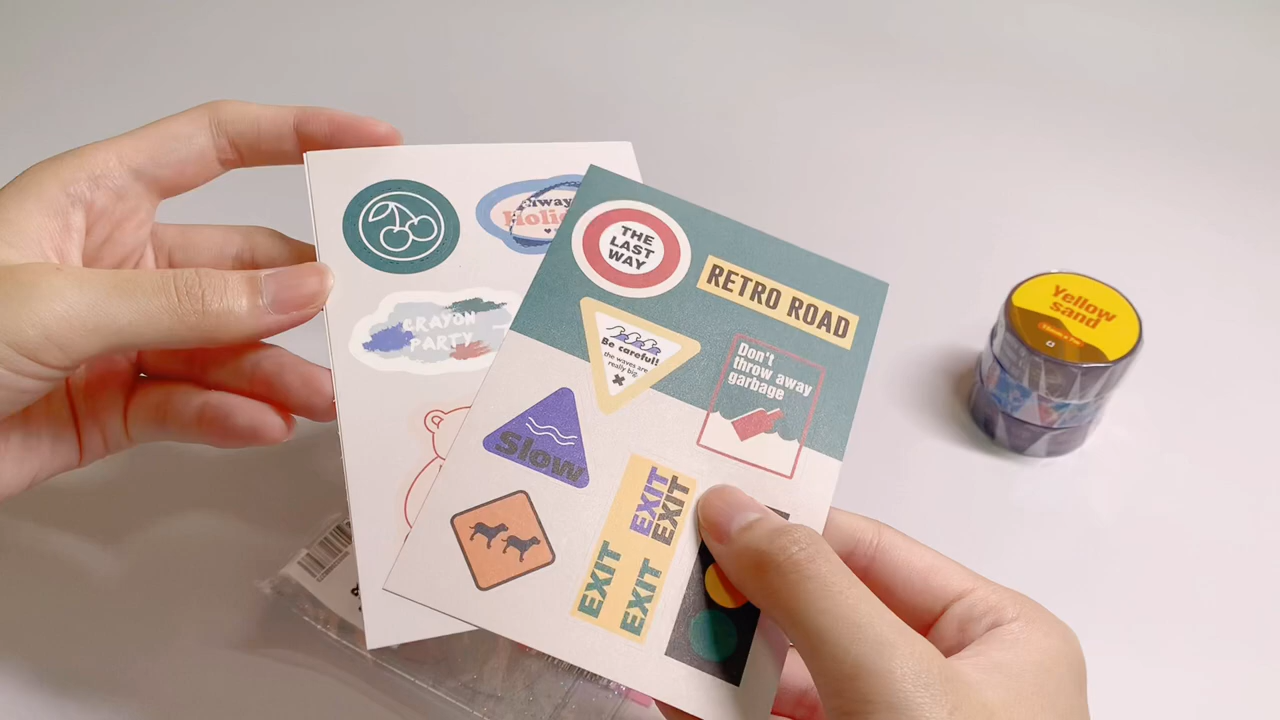 CRAYON
PARTY
THE
LAST
WAY
RETRO ROAD
Be careful!
the waves are
really big.
Don't
throw away
garbage
Slow
EXIT
EXIT
EXIT
EXIT
Yellow
sand